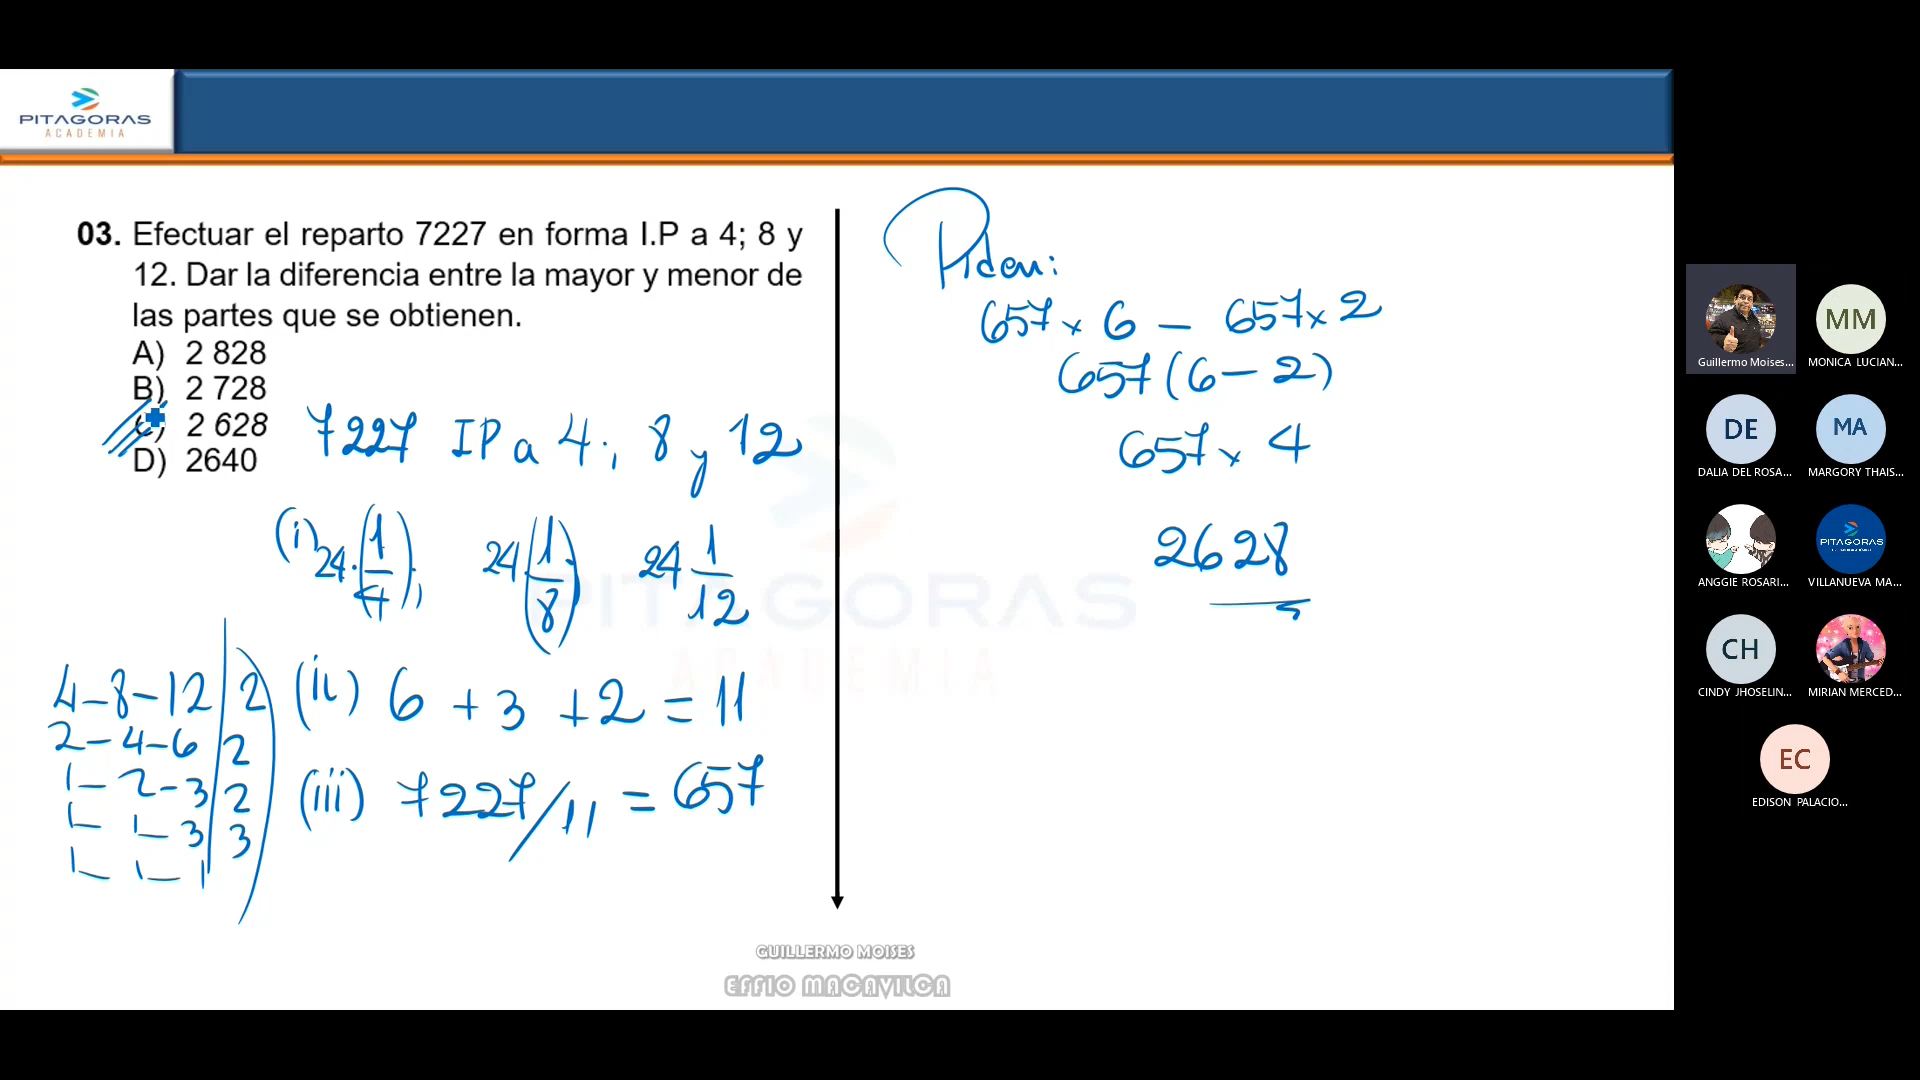 PITAGORAS
ACADEMIA
03. Efectuar el reparto 7227 en forma I.P a 4; 8 y
12. Dar la diferencia entre la mayor y menor de
las partes que se obtienen.
A) 2 828
B) 2 728
C) 2 628
D) 2640
7227 IP a 4; 8 y 12
(i) 24·(1/4); 24(1/8) 24 1/12
4-8-12 | 2
2-4-6 | 2
1-2-3 | 2
1-1-3 | 3
1-1-1
(ii) 6 + 3 + 2 = 11
(iii) 7227/11 = 657
Piden:
657 x 6 - 657 x 2
657 (6 - 2)
657 x 4
2628
PITAGORAS
ACADEMIA
GUILLERMO MOISES
EFFIO MACAVILCA
Guillermo Moises...
MM
MONICA LUCIAN...
DE
DALIA DEL ROSA...
MA
MARGORY THAIS...
ANGGIE ROSARI...
PITAGORAS
VILLANUEVA MA...
CH
CINDY JHOSELIN...
MIRIAN MERCED...
EC
EDISON PALACIO...